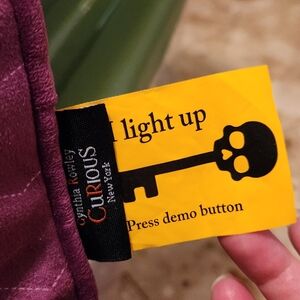 I light up
Press demo button
Cynthia Rowley
CuRiOUS
New York